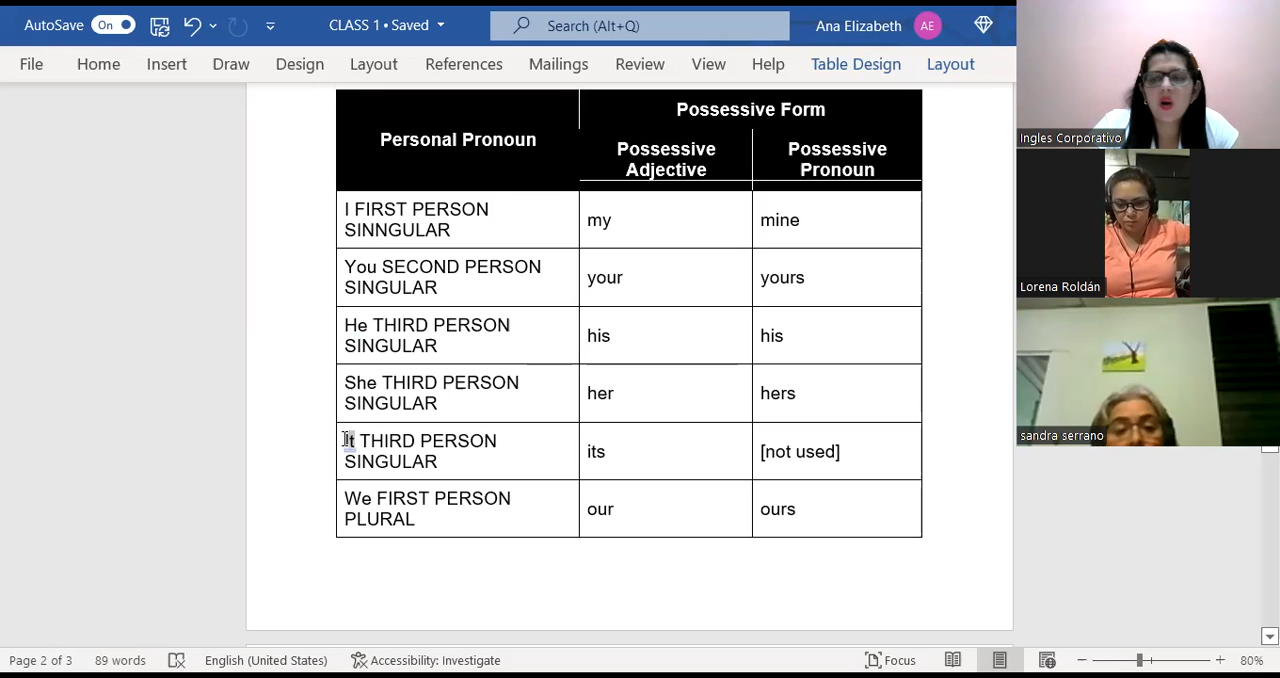 AutoSave On CLASS 1 • Saved Search (Alt+Q) Ana Elizabeth AE
File Home Insert Draw Design Layout References Mailings Review View Help Table Design Layout
Personal Pronoun
Possessive Form
Possessive
Adjective
Possessive
Pronoun
I FIRST PERSON
SINNGULAR
my
mine
You SECOND PERSON
SINGULAR
your
yours
He THIRD PERSON
SINGULAR
his
his
She THIRD PERSON
SINGULAR
her
hers
It THIRD PERSON
SINGULAR
its
[not used]
We FIRST PERSON
PLURAL
our
ours
Ingles Corporativo
Lorena Roldán
sandra serrano
Page 2 of 3 89 words English (United States) Accessibility: Investigate Focus 80%